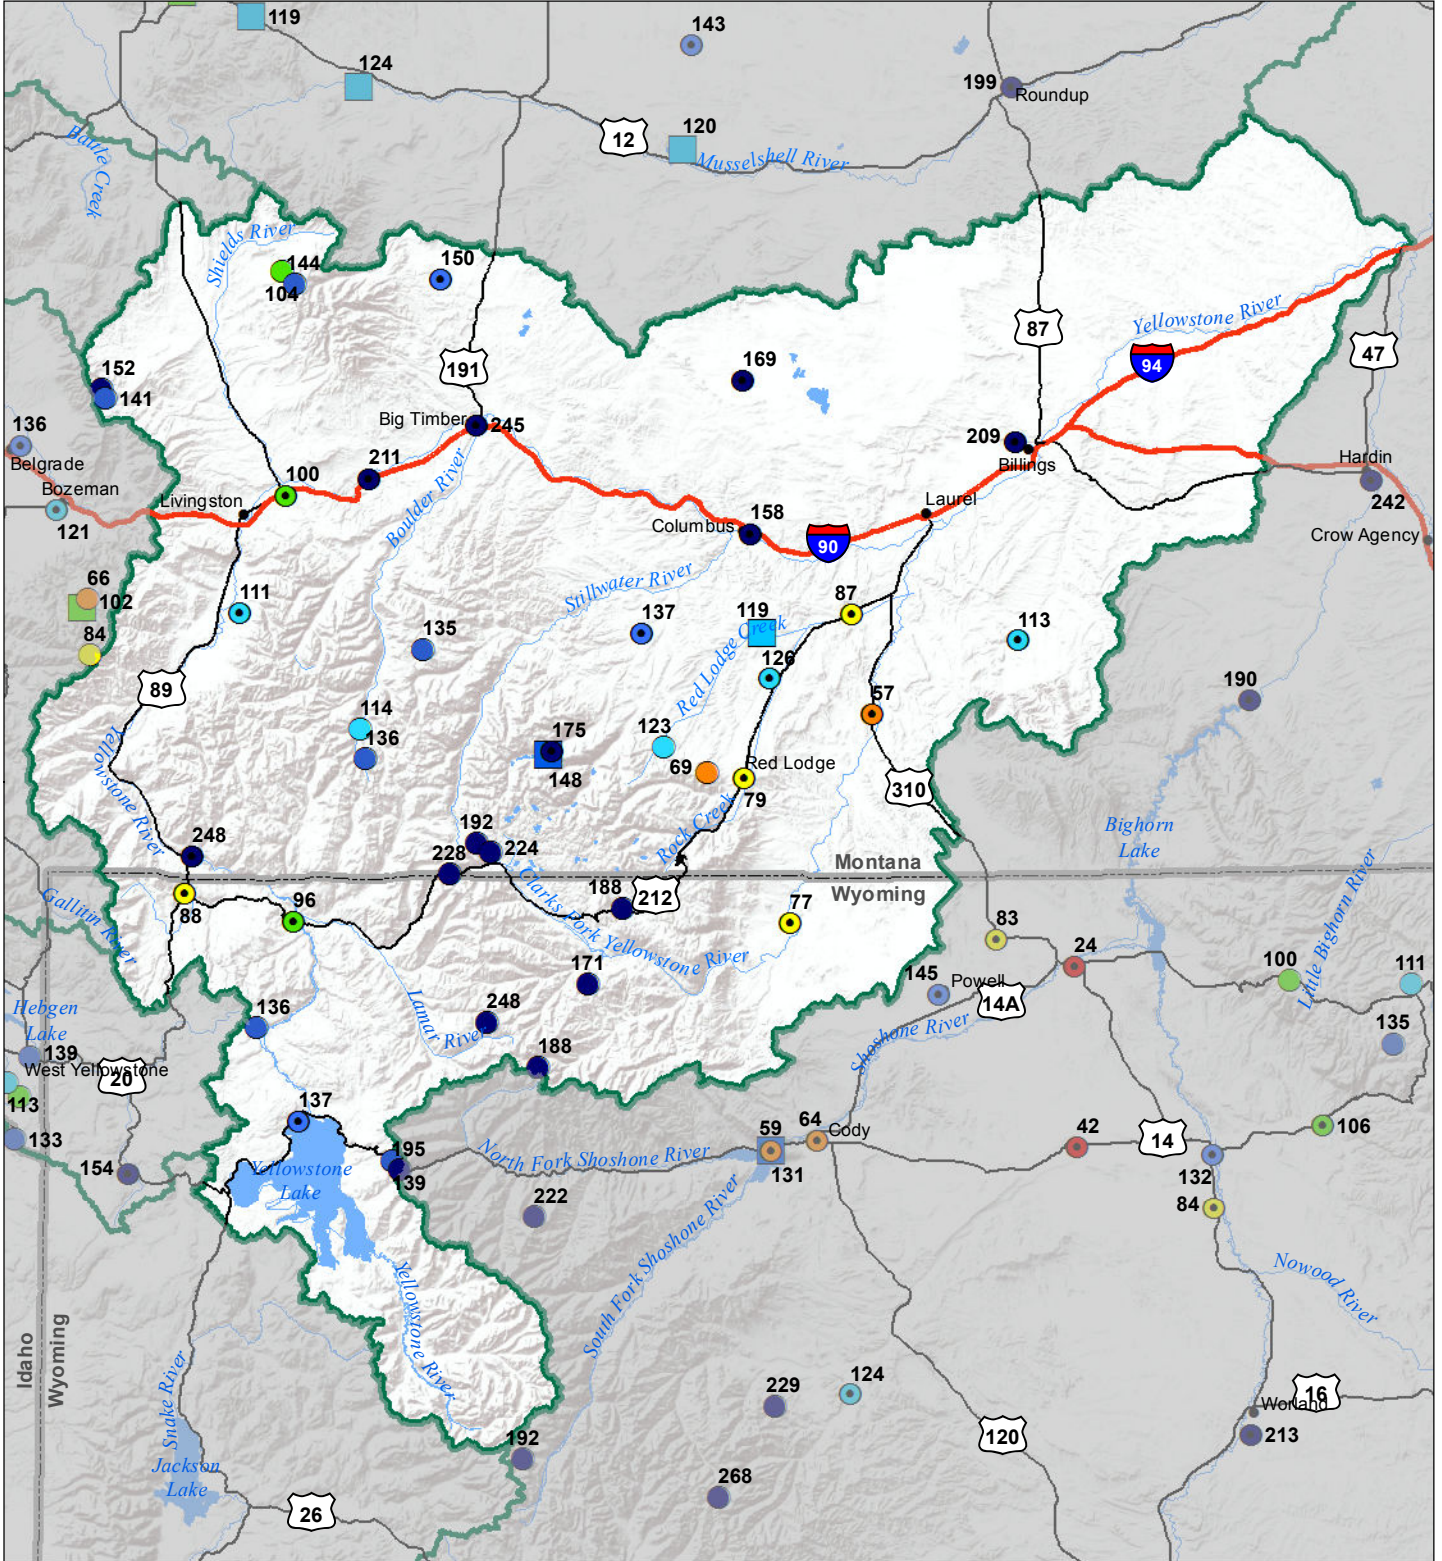 119
143
124
199
Roundup
12
120
Musselshell River
Battle Creek
Shields River
144
104
150
191
87
Yellowstone River
94
47
152
141
169
136
Belgrade
Big Timber
245
209
Billings
Hardin
242
Bozeman
121
Livingston
100
211
Boulder River
Columbus
158
90
Laurel
Crow Agency
66
102
84
111
135
Stillwater River
137
119
Red Lodge Creek
87
126
113
89
57
190
114
136
175
148
123
69
Red Lodge
79
310
Yellowstone River
Rock Creek
Bighorn
Lake
248
192
224
228
Montana
Wyoming
88
96
188
212
Clarks Fork Yellowstone River
77
Little Bighorn River
Gallitin River
83
24
100
111
171
145
Powell
14A
Hebgen
Lake
136
Lamar River
248
Shoshone River
135
139
West Yellowstone
20
188
113
133
137
59
131
64
Cody
42
14
106
154
195
139
North Fork Shoshone River
132
84
Yellowstone
Lake
222
South Fork Shoshone River
Yellowstone River
Nowood River
Idaho
Wyoming
Snake River
229
124
16
Worland
213
120
192
Jackson
Lake
268
26